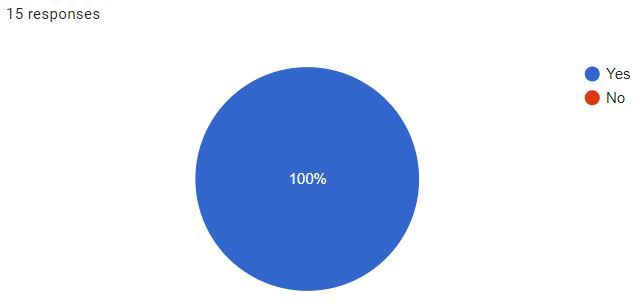 15 responses
Yes
No
100%